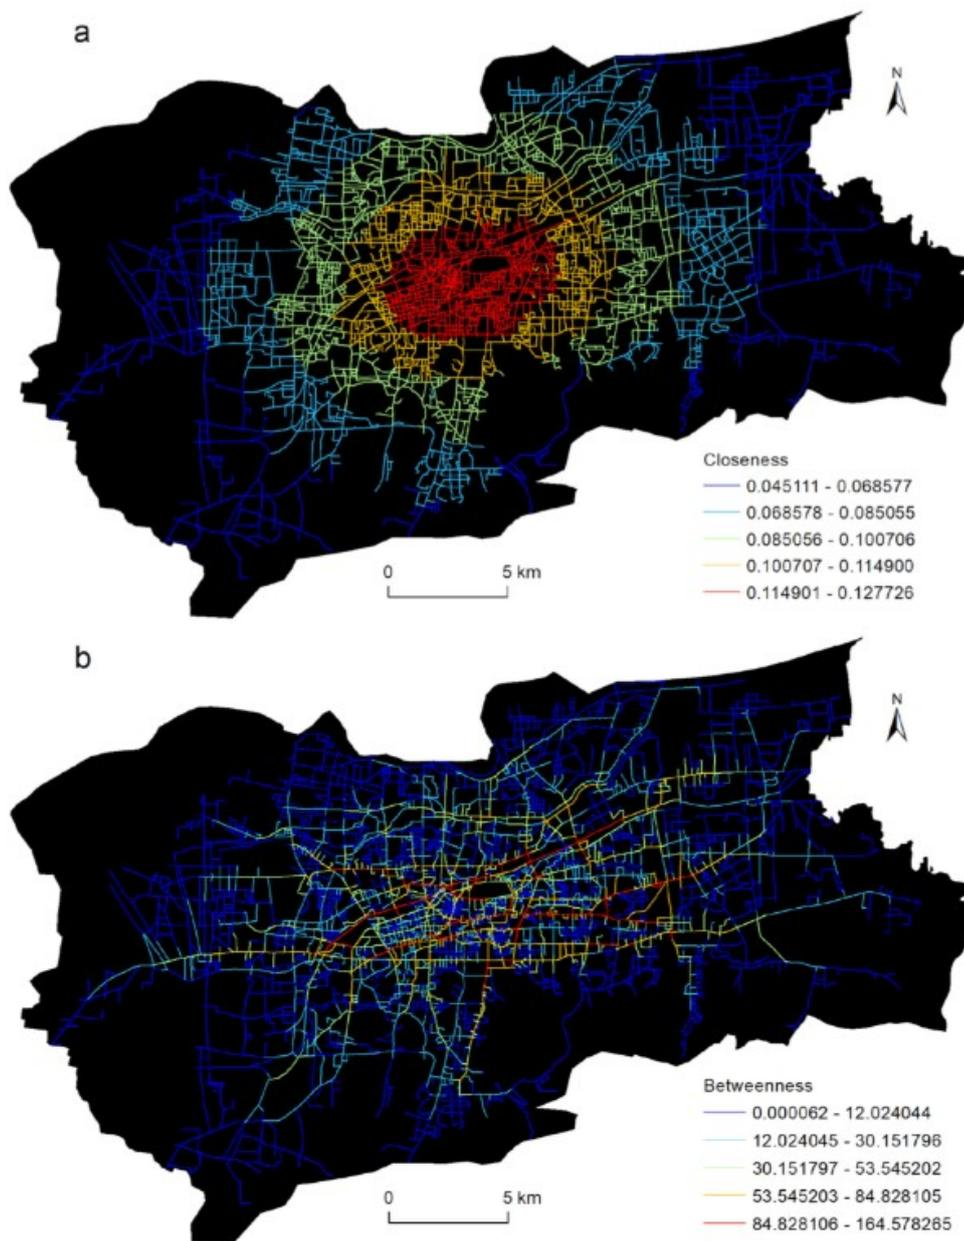 a
N
Closeness
0.045111 - 0.068577
0.068578 - 0.085055
0.085056 - 0.100706
0.100707 - 0.114900
0.114901 - 0.127726
0 5 km
b
N
Betweenness
0.000062 - 12.024044
12.024045 - 30.151796
30.151797 - 53.545202
53.545203 - 84.828105
84.828106 - 164.578265
0 5 km